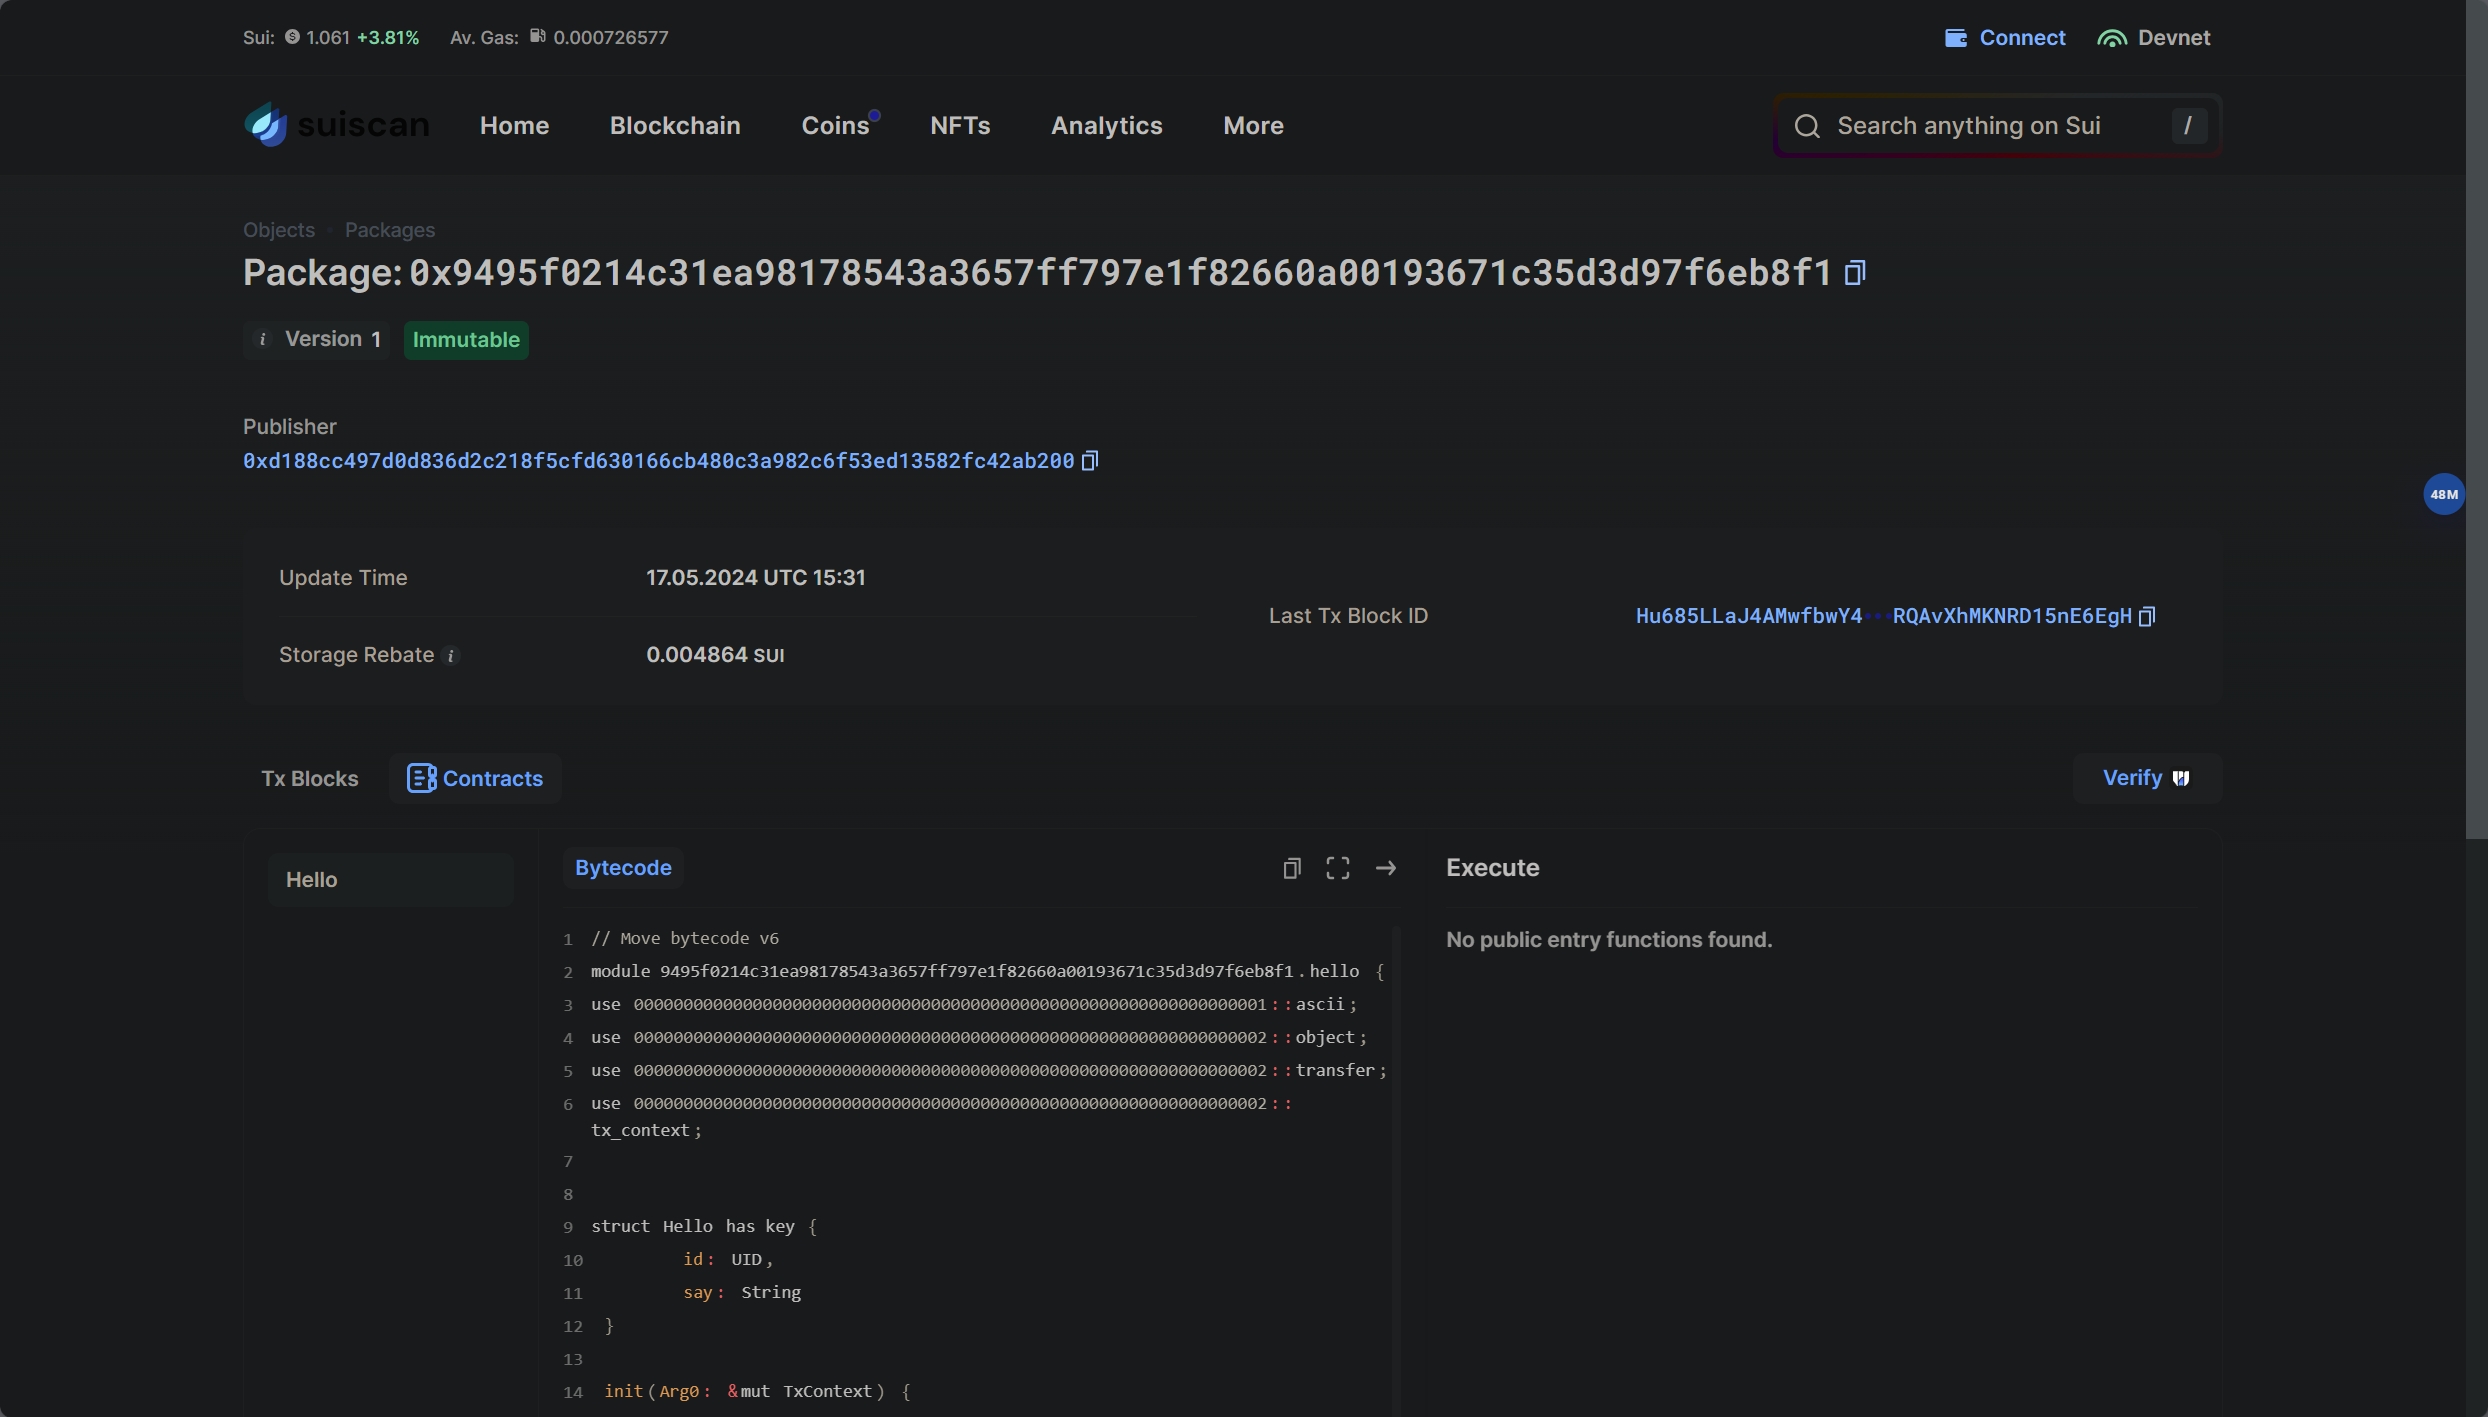 Sui: 1.061 +3.81% Av. Gas: 0.000726577
Connect Devnet
suiscan Home Blockchain Coins NFTs Analytics More
Search anything on Sui /
Objects Packages
Package: 0x9495f0214c31ea98178543a3657ff797e1f82660a00193671c35d3d97f6eb8f1
i Version 1 Immutable
Publisher
0xd188cc497d0d836d2c218f5cfd630166cb480c3a982c6f53ed13582fc42ab200
48M
Update Time 17.05.2024 UTC 15:31
Last Tx Block ID Hu685LLaJ4AMwfbwY4···RQAvXhMKNRD15nE6EgH
Storage Rebate i 0.004864 SUI
Tx Blocks Contracts
Verify
Hello
Bytecode
Execute
No public entry functions found.
1 // Move bytecode v6
2 module 9495f0214c31ea98178543a3657ff797e1f82660a00193671c35d3d97f6eb8f1.hello {
3 use 0000000000000000000000000000000000000000000000000000000000000001::ascii;
4 use 0000000000000000000000000000000000000000000000000000000000000002::object;
5 use 0000000000000000000000000000000000000000000000000000000000000002::transfer;
6 use 0000000000000000000000000000000000000000000000000000000000000002::
tx_context;
7
8
9 struct Hello has key {
10 id: UID,
11 say: String
12 }
13
14 init(Arg0: &mut TxContext) {